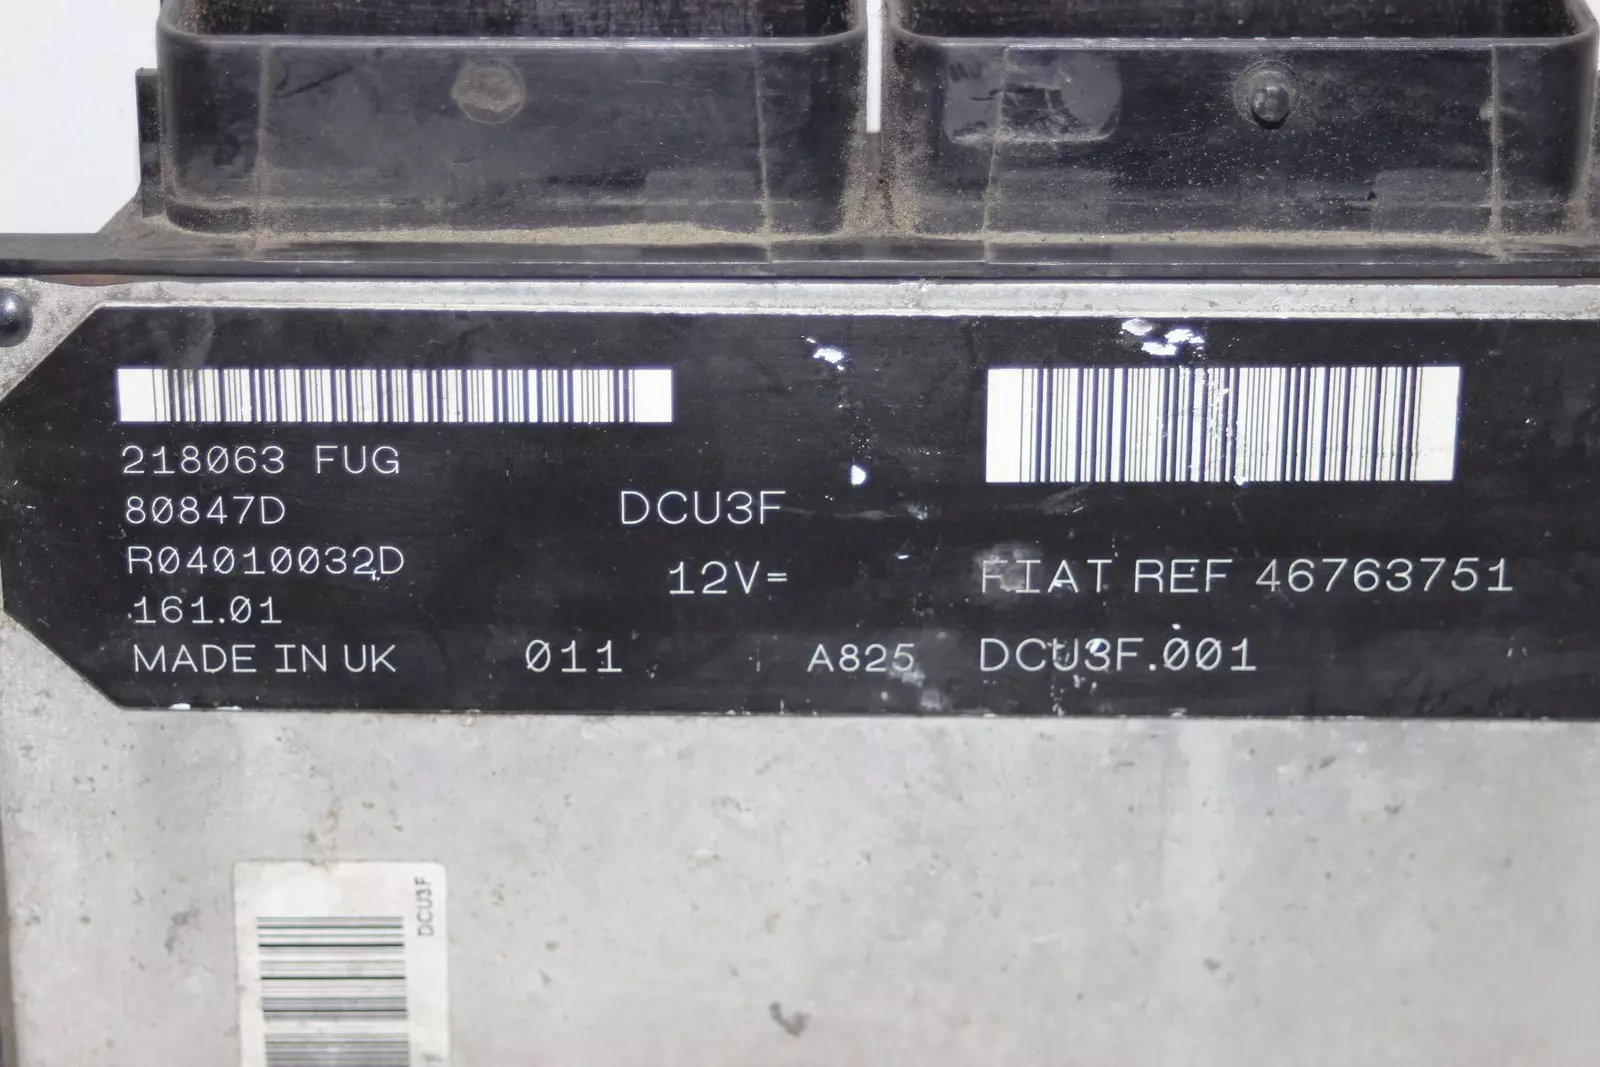 218063 FUG
80847D
R04010032D
161.01
MADE IN UK
011
DCU3F
12V=
A825
FIAT REF 46763751
DCU3F.001
DCU3F